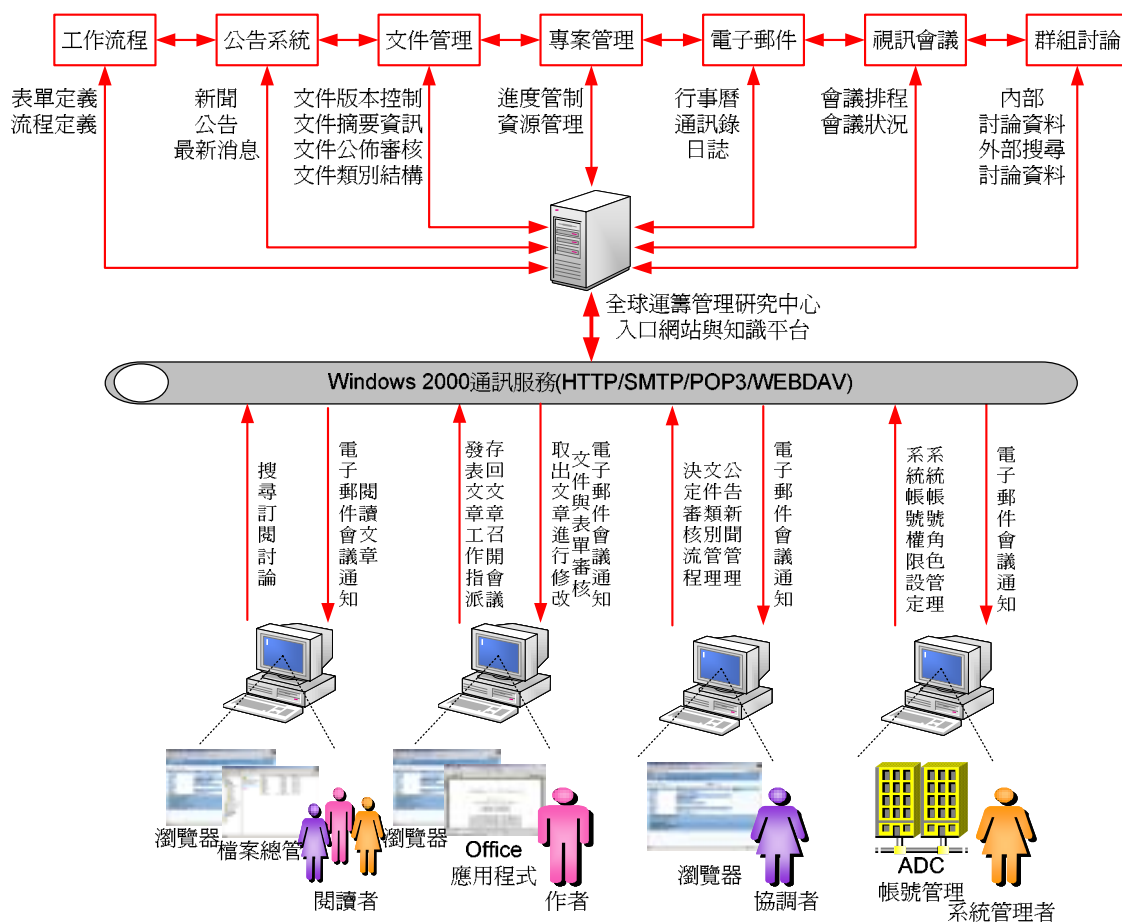 工作流程
公告系統
文件管理
專案管理
電子郵件
視訊會議
群組討論
表單定義
流程定義
新聞
公告
最新消息
文件版本控制
文件摘要資訊
文件公佈審核
文件類別結構
進度管制
資源管理
行事曆
通訊錄
日誌
會議排程
會議狀況
內部
討論資料
外部搜尋
討論資料
全球運籌管理研究中心
入口網站與知識平台
Windows 2000通訊服務(HTTP/SMTP/POP3/WEBDAV)
搜尋訂閱討論
電子郵件會議通知
閱讀文章
發表文章工作指派
存回文章召開會議
取出文章進行修改
文件與表單審核
電子郵件會議通知
決定審核流程
文件類別管理
公告新聞管理
電子郵件會議通知
系統帳號權限設定
系統帳號角色管理
電子郵件會議通知
瀏覽器
檔案總管
閱讀者
瀏覽器
Office
應用程式
作者
瀏覽器
協調者
ADC
帳號管理
系統管理者